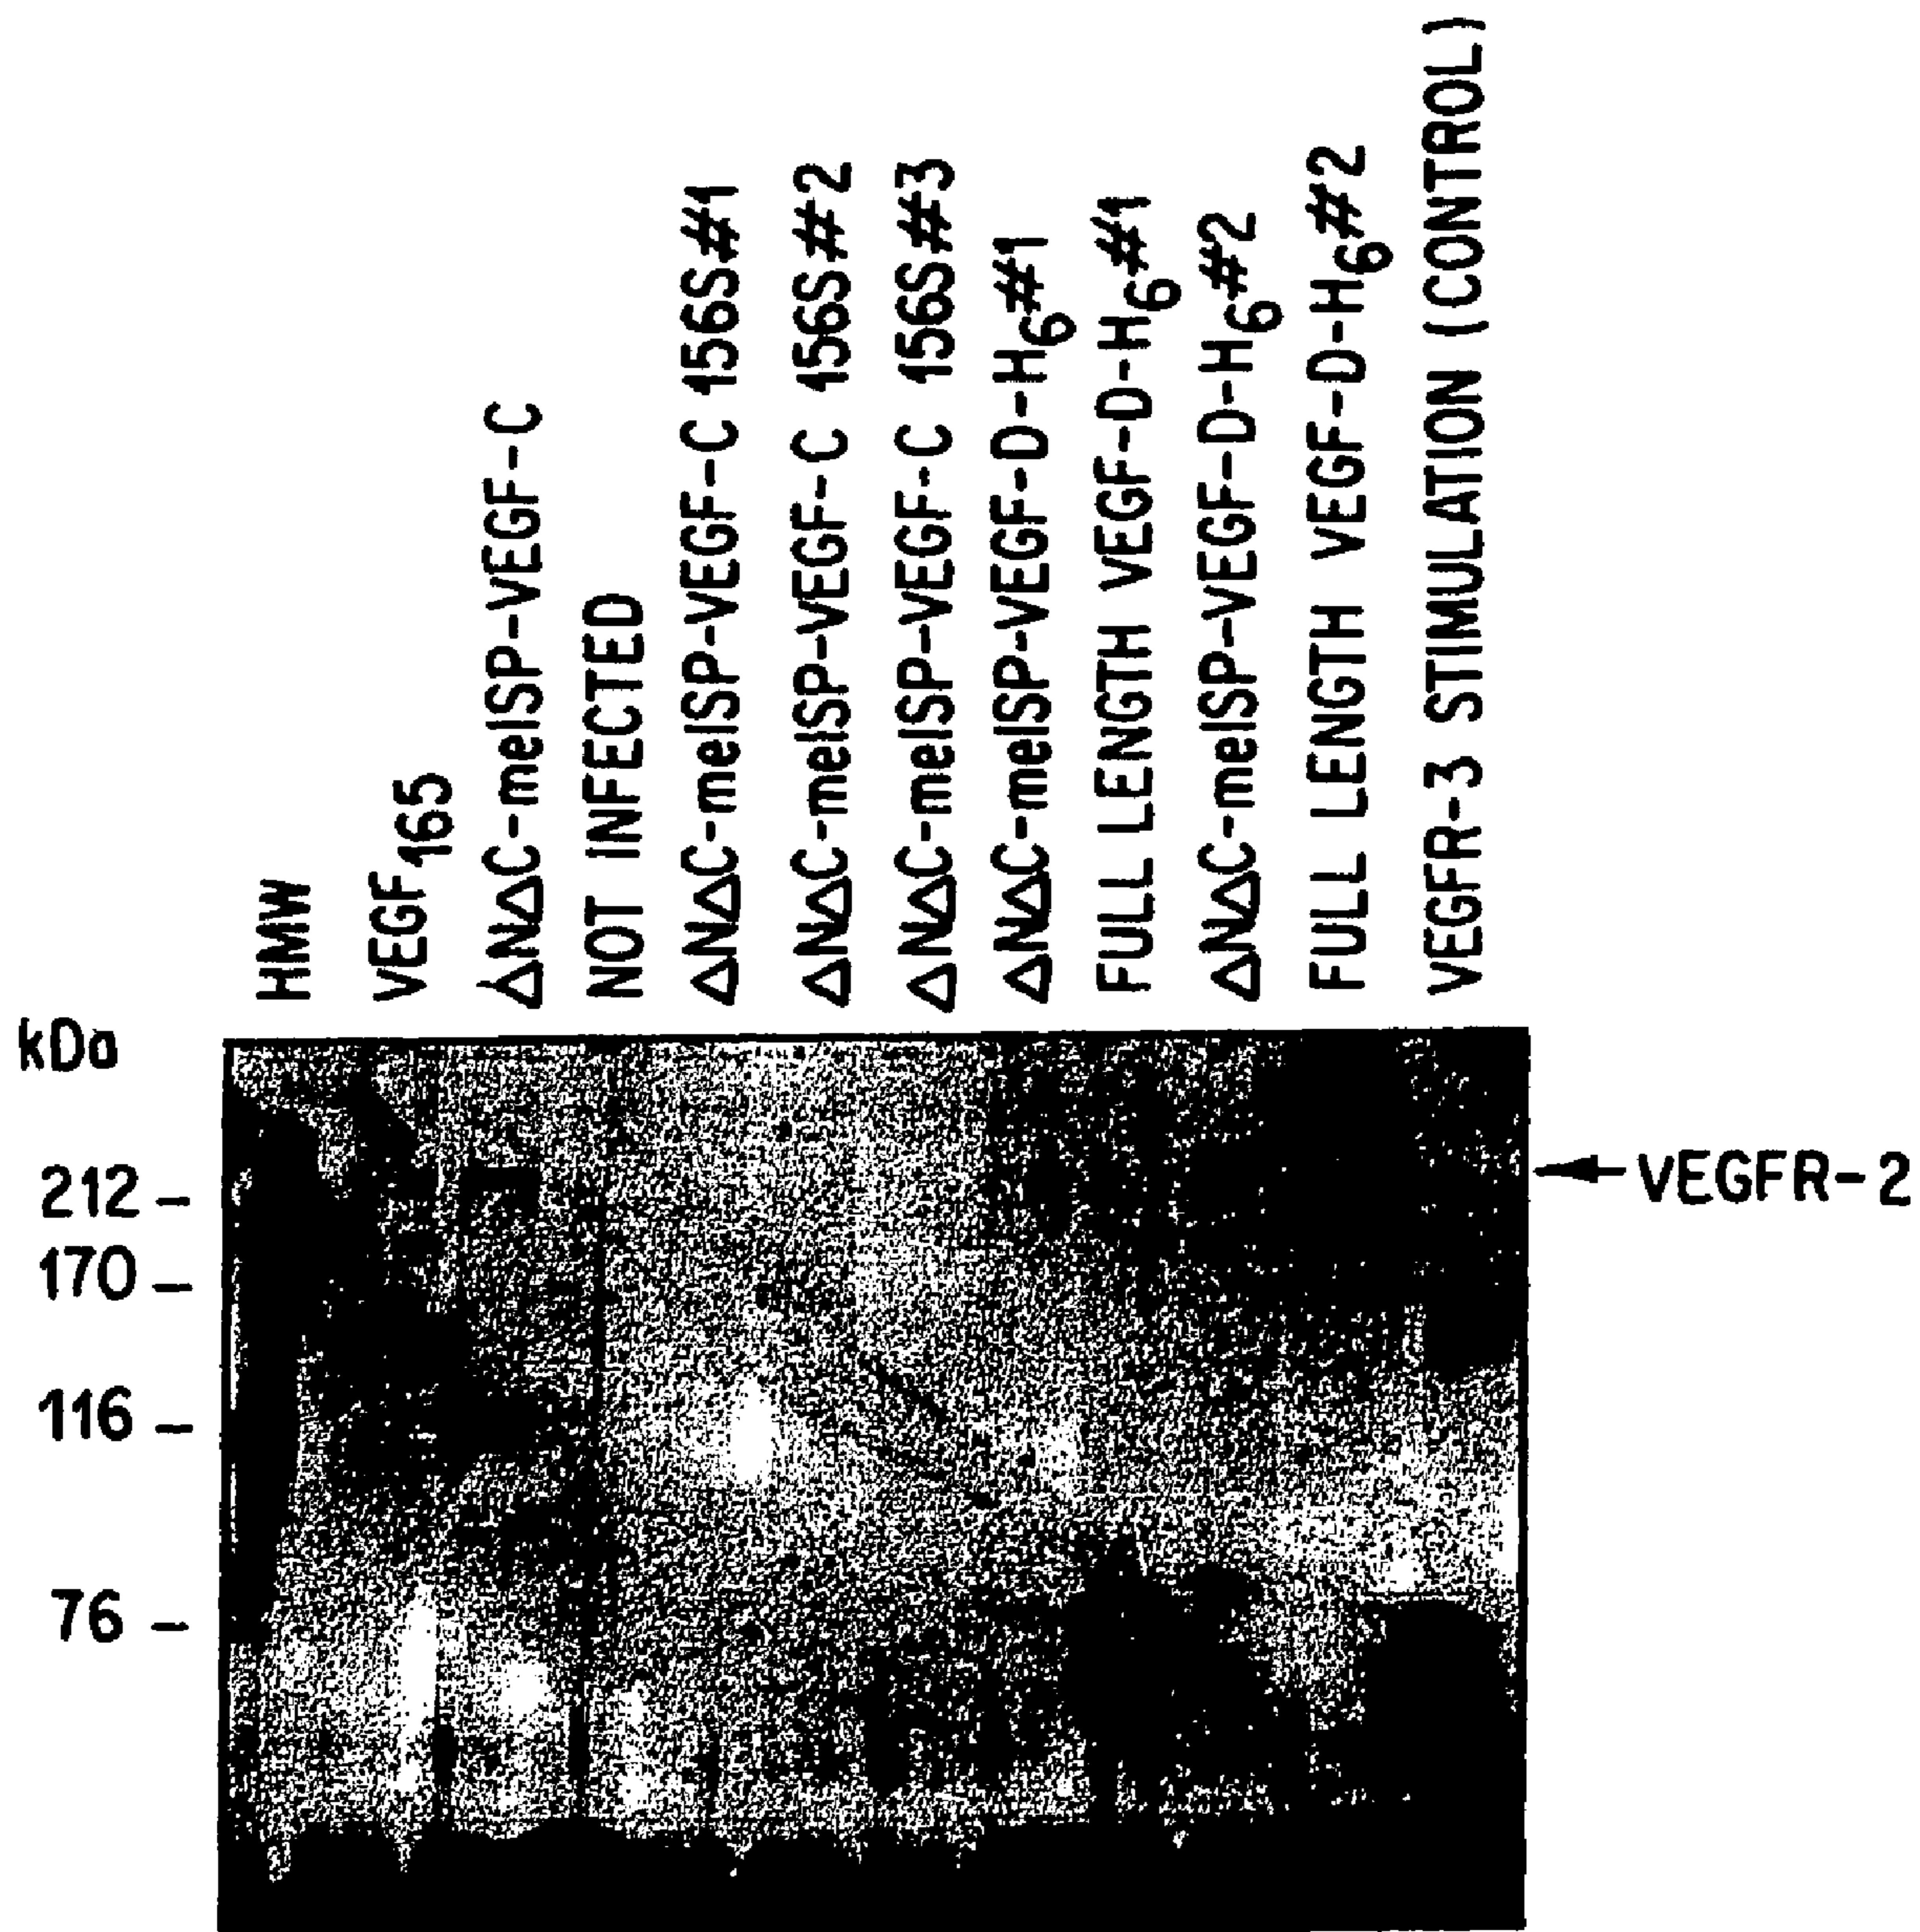 HMW
VEGF165
ΔNΔC-melSP-VEGF-C
NOT INFECTED
ΔNΔC-melSP-VEGF-C 156S#1
ΔNΔC-melSP-VEGF-C 156S#2
ΔNΔC-melSP-VEGF-C 156S#3
ΔNΔC-melSP-VEGF-D-H6#1
FULL LENGTH VEGF-D-H6#1
ΔNΔC-melSP-VEGF-D-H6#2
FULL LENGTH VEGF-D-H6#2
VEGFR-3 STIMULATION (CONTROL)
kDa
212
170
116
76
VEGFR-2